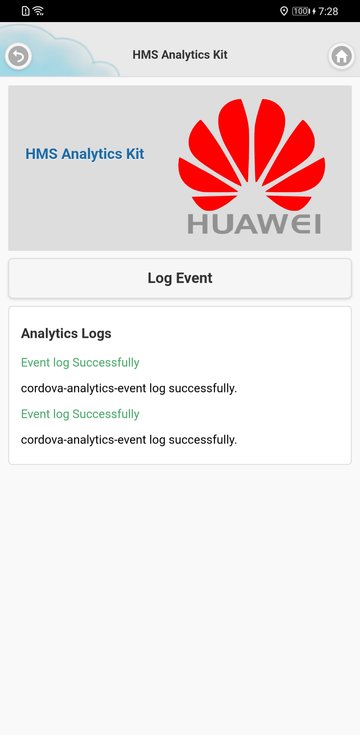 100 7:28
HMS Analytics Kit
HMS Analytics Kit
HUAWEI
Log Event
Analytics Logs
Event log Successfully
cordova-analytics-event log successfully.
Event log Successfully
cordova-analytics-event log successfully.